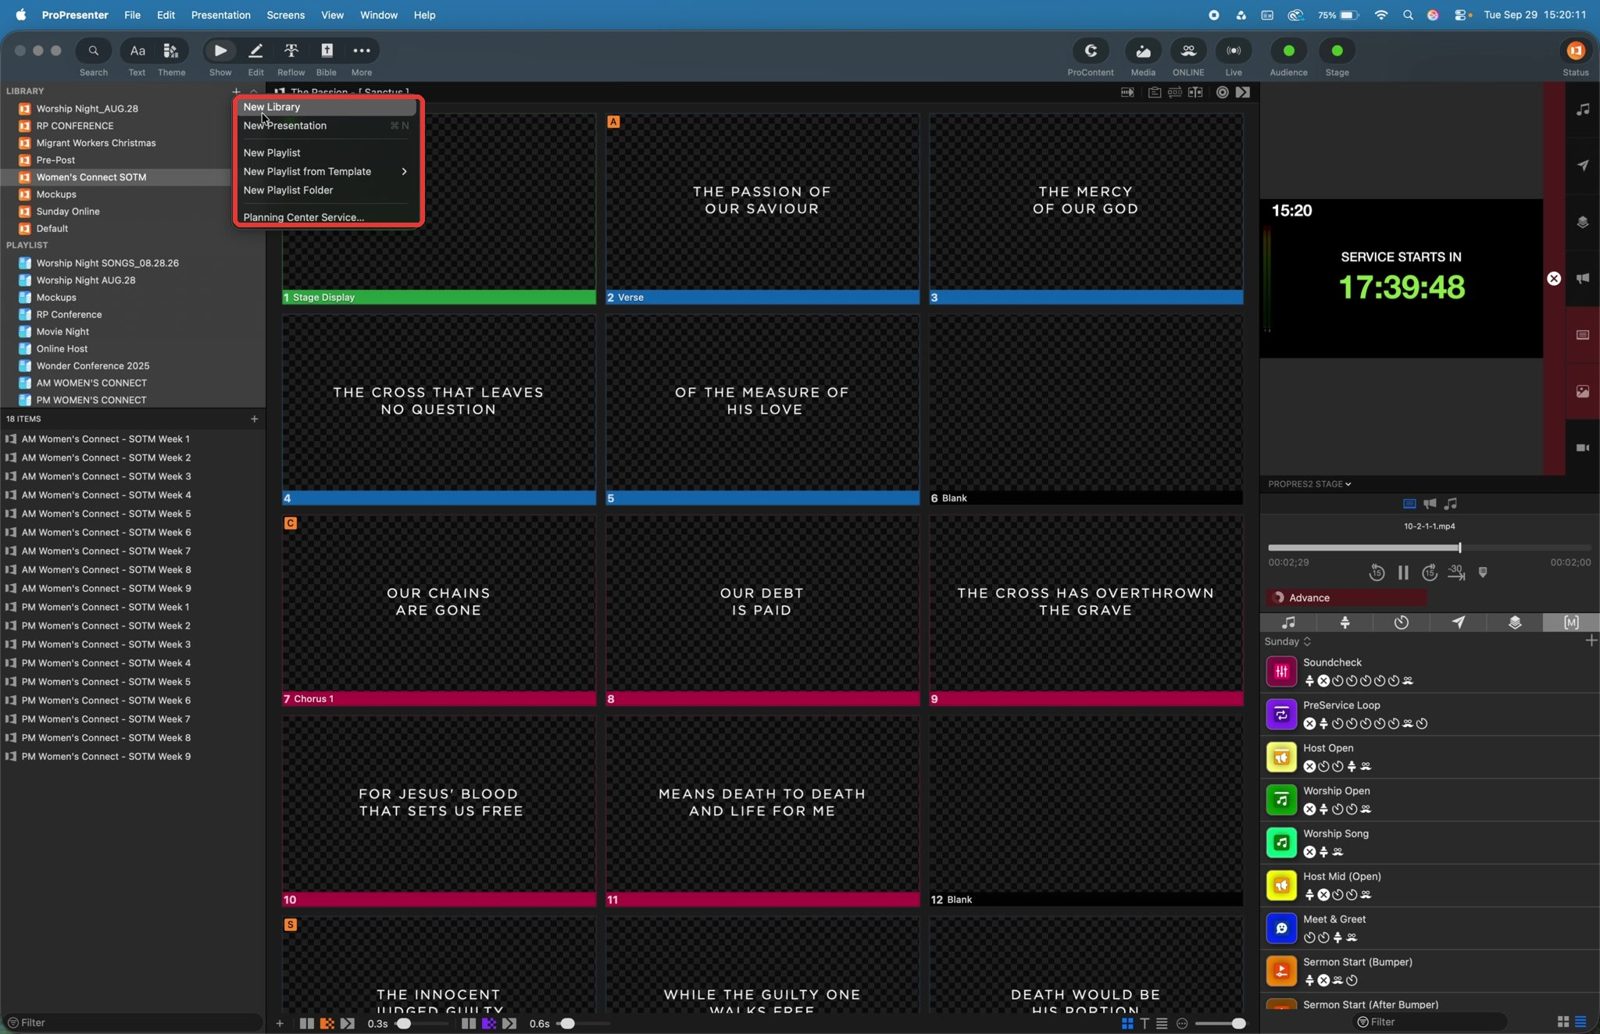 ProPresenter File Edit Presentation Screens View Window Help
75% Tue Sep 29 15:20:11
Aa
Search Text Theme Show Edit Reflow Bible More
ProContent Media ONLINE Live Audience Stage Status
LIBRARY
Worship Night_AUG.28
RP CONFERENCE
Migrant Workers Christmas
Pre-Post
Women's Connect SOTM
Mockups
Sunday Online
Default
PLAYLIST
Worship Night SONGS_08.28.26
Worship Night AUG.28
Mockups
RP Conference
Movie Night
Online Host
Wonder Conference 2025
AM WOMEN'S CONNECT
PM WOMEN'S CONNECT
18 ITEMS
AM Women's Connect - SOTM Week 1
AM Women's Connect - SOTM Week 2
AM Women's Connect - SOTM Week 3
AM Women's Connect - SOTM Week 4
AM Women's Connect - SOTM Week 5
AM Women's Connect - SOTM Week 6
AM Women's Connect - SOTM Week 7
AM Women's Connect - SOTM Week 8
AM Women's Connect - SOTM Week 9
PM Women's Connect - SOTM Week 1
PM Women's Connect - SOTM Week 2
PM Women's Connect - SOTM Week 3
PM Women's Connect - SOTM Week 4
PM Women's Connect - SOTM Week 5
PM Women's Connect - SOTM Week 6
PM Women's Connect - SOTM Week 7
PM Women's Connect - SOTM Week 8
PM Women's Connect - SOTM Week 9
Filter
New Library
New Presentation ⌘ N
New Playlist
New Playlist from Template
New Playlist Folder
Planning Center Service...
The Passion - [ Sanctus ]
1 Stage Display
A
THE PASSION OF
OUR SAVIOUR
2 Verse
THE MERCY
OF OUR GOD
3
THE CROSS THAT LEAVES
NO QUESTION
4
OF THE MEASURE OF
HIS LOVE
5
6 Blank
C
OUR CHAINS
ARE GONE
7 Chorus 1
OUR DEBT
IS PAID
8
THE CROSS HAS OVERTHROWN
THE GRAVE
9
FOR JESUS' BLOOD
THAT SETS US FREE
10
MEANS DEATH TO DEATH
AND LIFE FOR ME
11
12 Blank
S
THE INNOCENT
JUDGED GUILTY
WHILE THE GUILTY ONE
WALKS FREE
DEATH WOULD BE
HIS PORTION
0.3s 0.6s
15:20
SERVICE STARTS IN
17:39:48
PROPRES2 STAGE
10-2-1-1.mp4
00:02;29 00:02;00
15 15 -30
Advance
[M]
Sunday
Soundcheck
PreService Loop
Host Open
Worship Open
Worship Song
Host Mid (Open)
Meet & Greet
Sermon Start (Bumper)
Sermon Start (After Bumper)
Filter